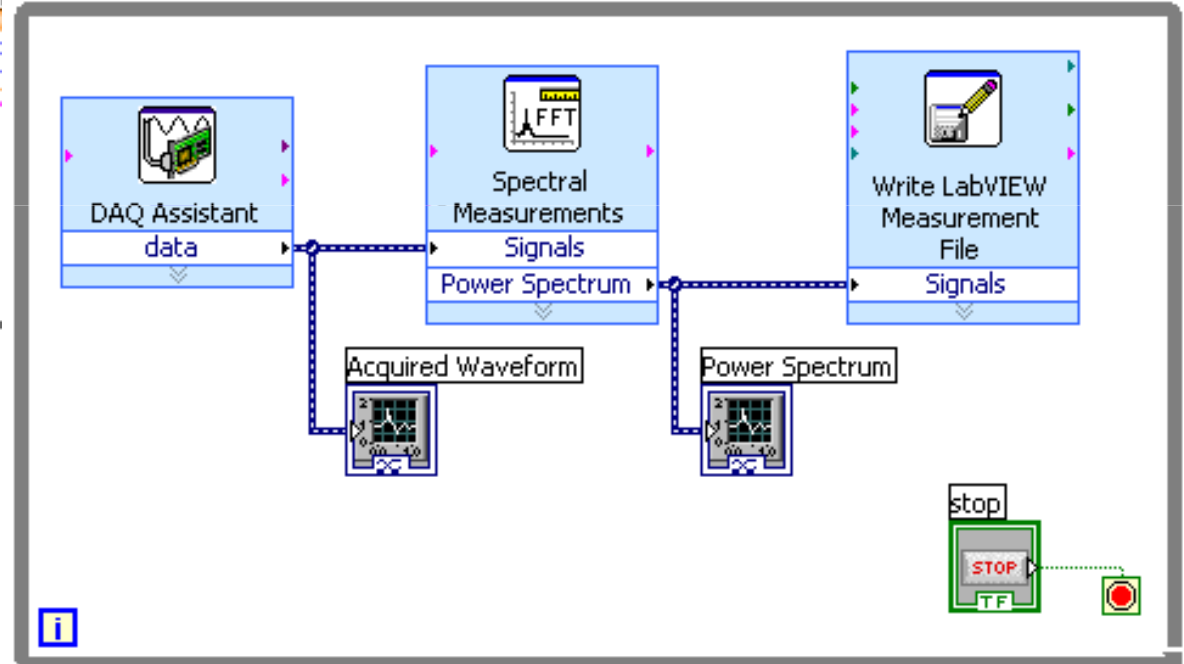 FFT
Spectral
Measurements
Signals
Power Spectrum
Write LabVIEW
Measurement
File
Signals
DAQ Assistant
data
Acquired Waveform
Power Spectrum
stop
STOP
TF
i